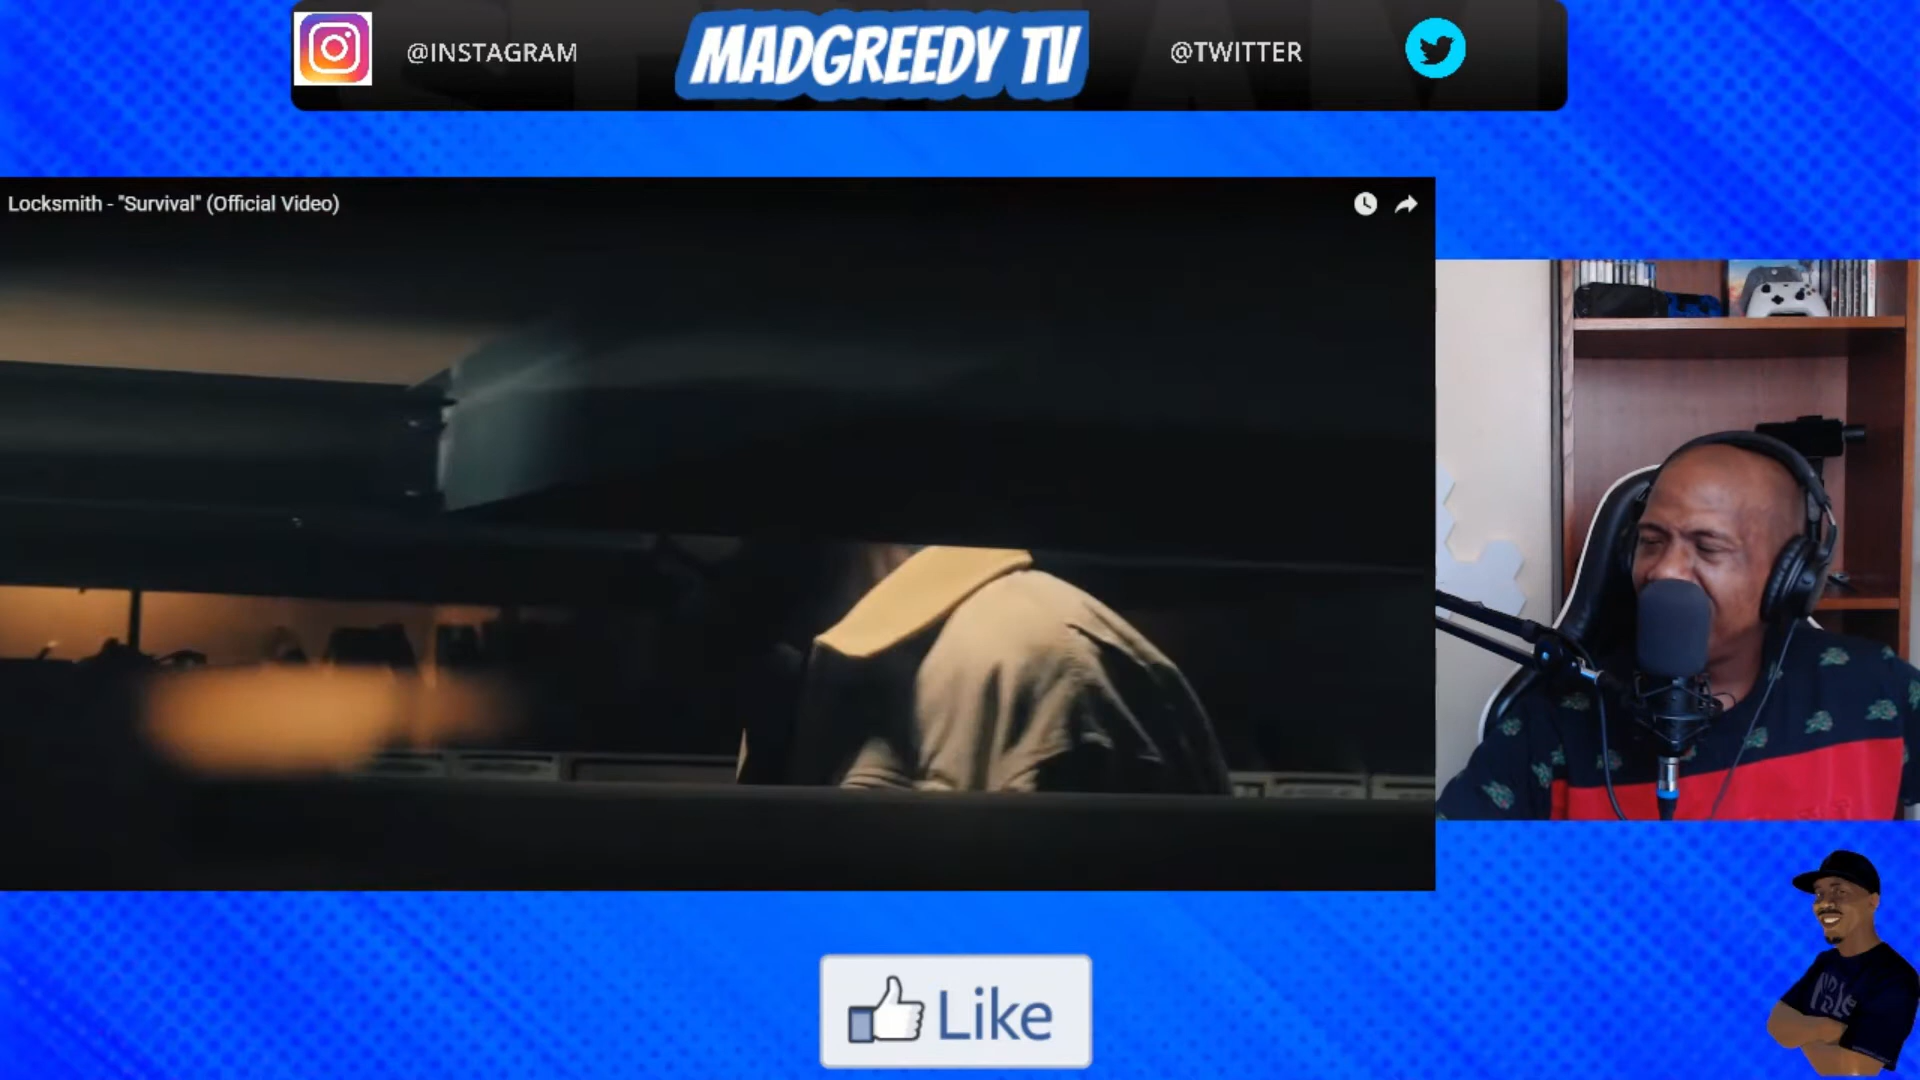 @INSTAGRAM
MADGREEDY TV
@TWITTER
Locksmith - "Survival" (Official Video)
Like